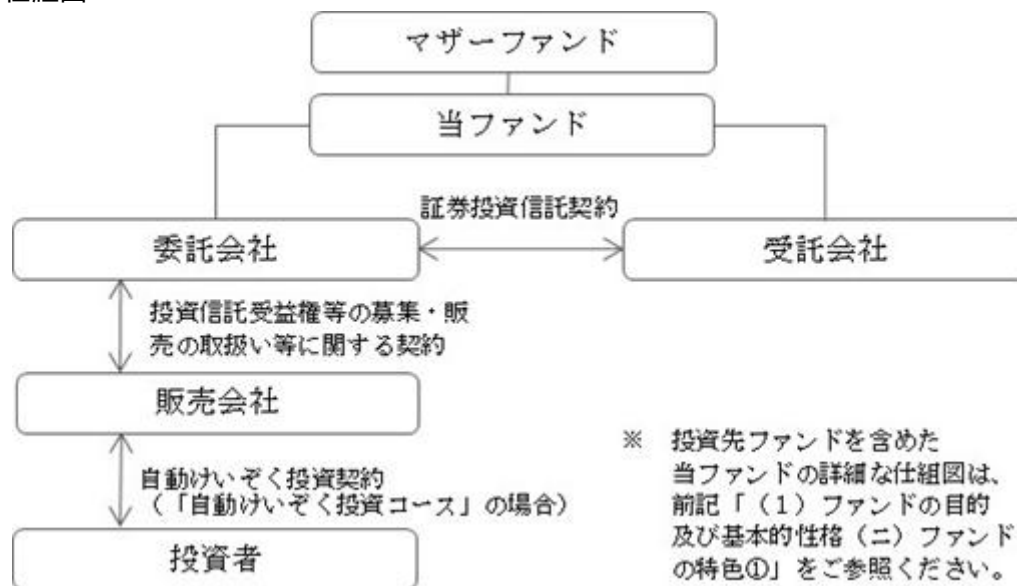 マザーファンド
当ファンド
証券投資信託契約
委託会社
受託会社
投資信託受益権等の募集・販
売の取扱い等に関する契約
販売会社
自動けいぞく投資契約
(「自動けいぞく投資コース」の場合)
投資者
※ 投資先ファンドを含めた
当ファンドの詳細な仕組図は、
前記「(1)ファンドの目的
及び基本的性格(ニ)ファンド
の特色①」をご参照ください。